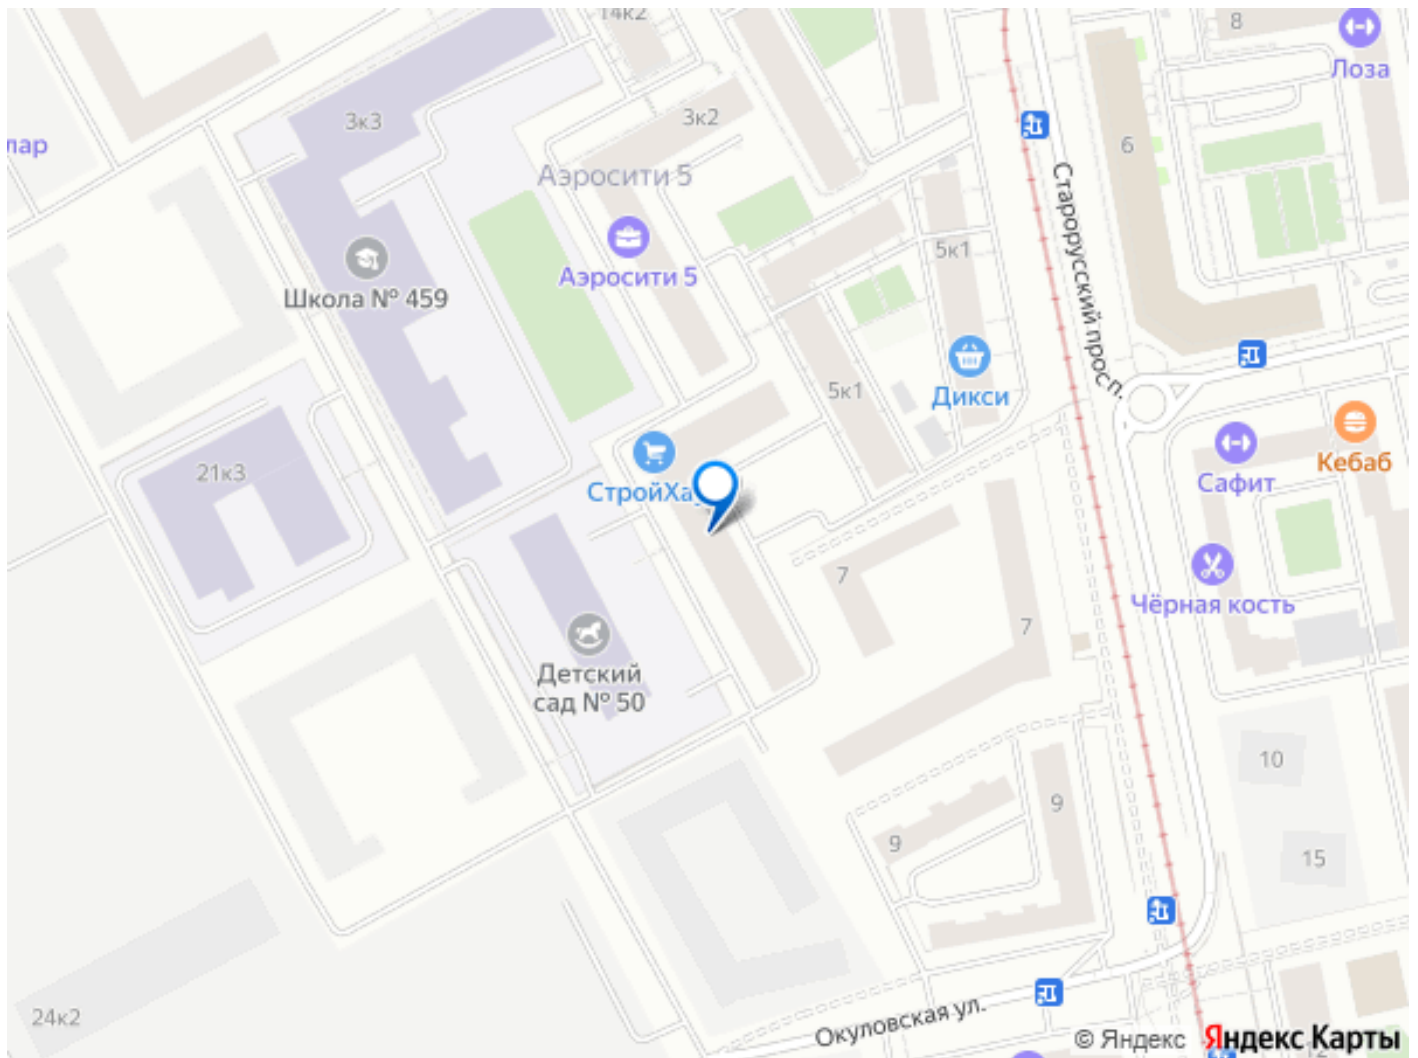 14к2
8
Лоза
3к3
3к2
6
лар
Аэросити 5
Старорусский просп.
Аэросити 5
5к1
Школа № 459
Дикси
5к1
Кебаб
21к3
СтройХа
Сафит
7
Чёрная кость
7
Детский
сад № 50
10
9
9
15
24к2
Окуловская ул.
© Яндекс Яндекс Карты